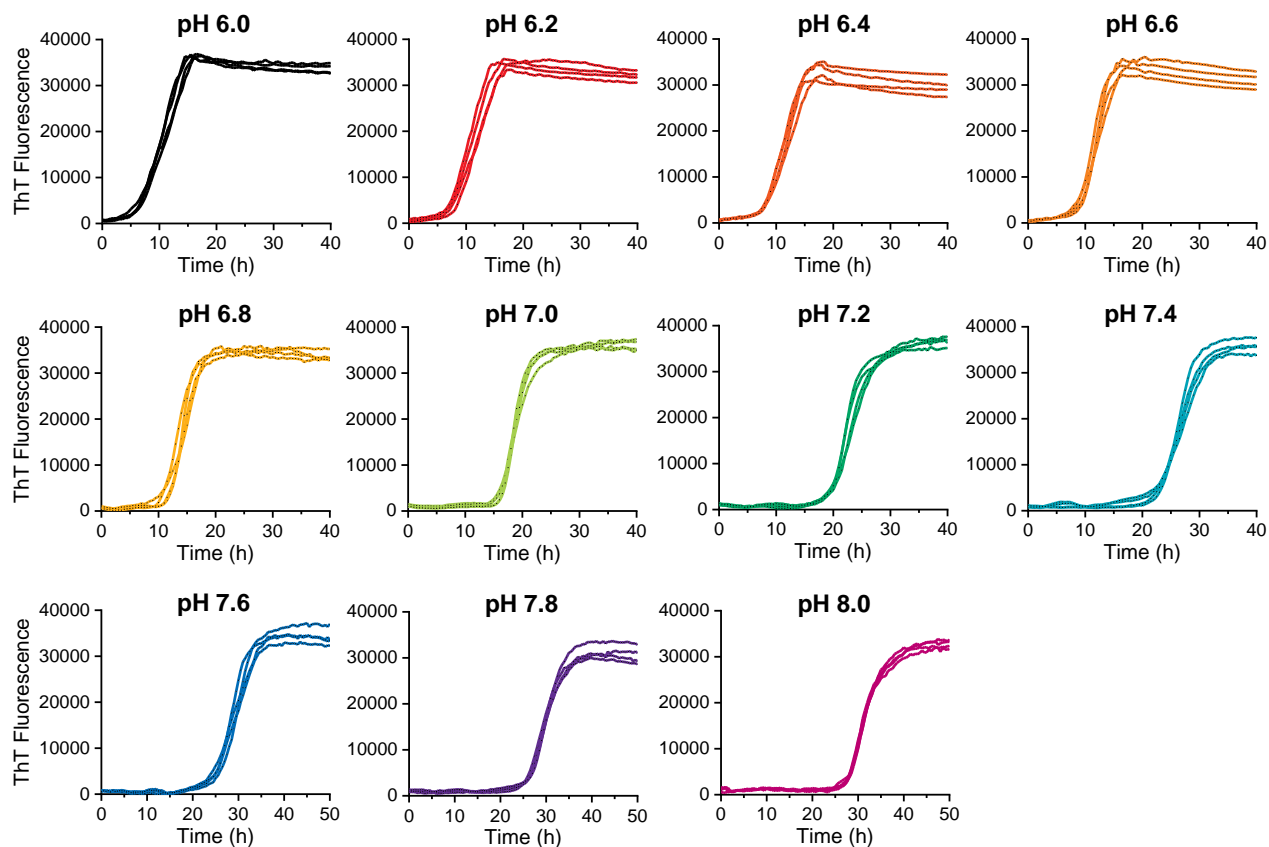 pH 6.0 pH 6.2 pH 6.4 pH 6.6
ThT Fluorescence
40000 40000 40000 40000
30000 30000 30000 30000
20000 20000 20000 20000
10000 10000 10000 10000
0 0 0 0
0 10 20 30 40 0 10 20 30 40 0 10 20 30 40 0 10 20 30 40
Time (h) Time (h) Time (h) Time (h)
pH 6.8 pH 7.0 pH 7.2 pH 7.4
ThT Fluorescence
40000 40000 40000 40000
30000 30000 30000 30000
20000 20000 20000 20000
10000 10000 10000 10000
0 0 0 0
0 10 20 30 40 0 10 20 30 40 0 10 20 30 40 0 10 20 30 40
Time (h) Time (h) Time (h) Time (h)
pH 7.6 pH 7.8 pH 8.0
ThT Fluorescence
40000 40000 40000
30000 30000 30000
20000 20000 20000
10000 10000 10000
0 0 0
0 10 20 30 40 50 0 10 20 30 40 50 0 10 20 30 40 50
Time (h) Time (h) Time (h)